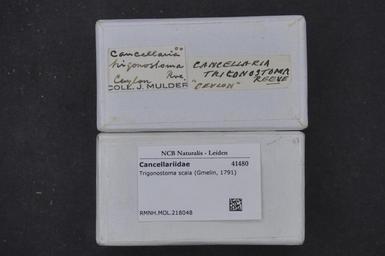 Cancellaria
trigonostoma
Rve.
Ceylon
COLL. J. MULDER
CANCELLARIA
TRIGONOSTOMA
REEVE
"CEYLON"
NCB Naturalis - Leiden
Cancellariidae 41480
Trigonostoma scala (Gmelin, 1791)
RMNH.MOL.218048